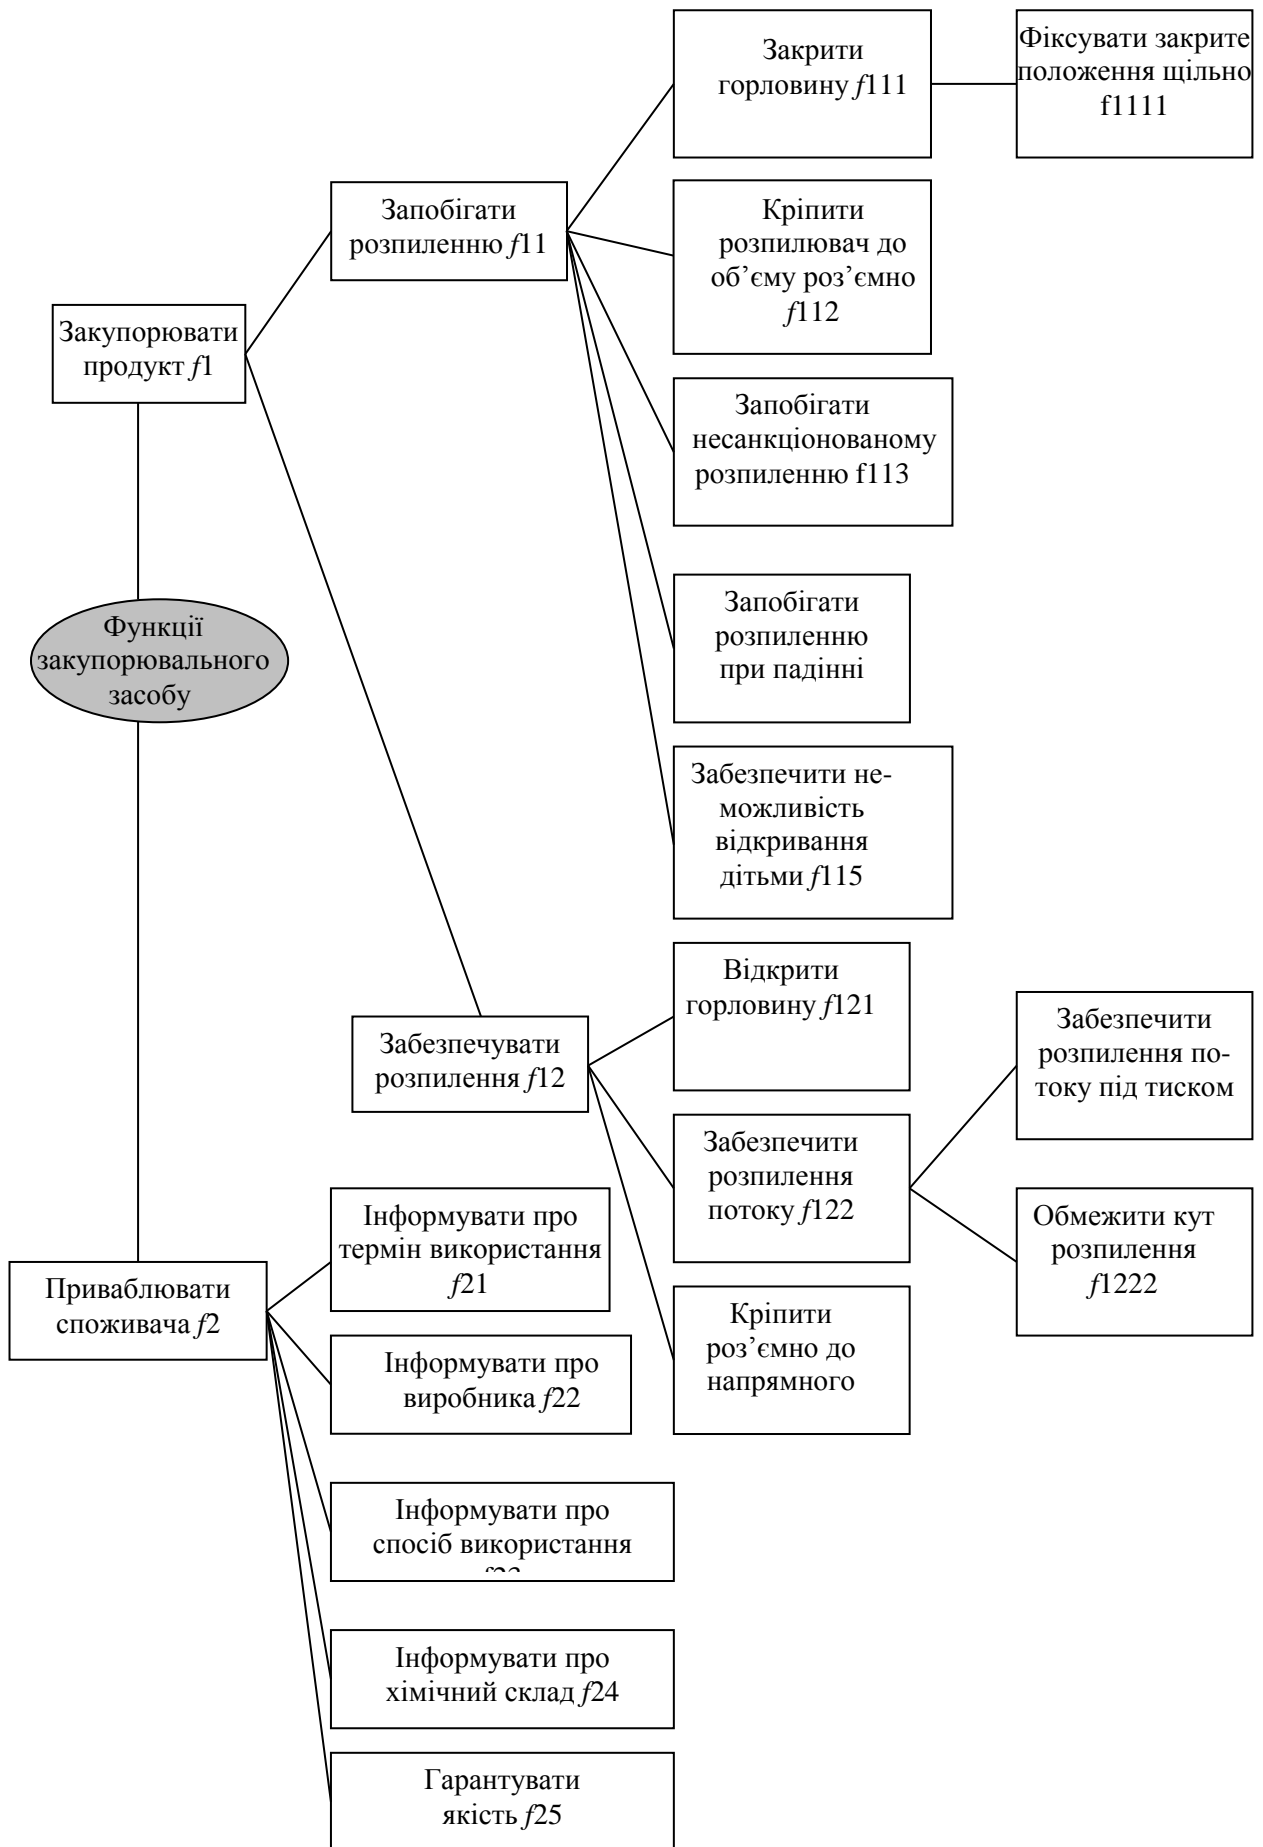 Закрити
горловину f111
Фіксувати закрите
положення щільно
f1111
Кріпити
розпилювач до
об’єму роз’ємно
f112
Запобігати
розпиленню f11
Закупорювати
продукт f1
Запобігати
несанкціонованому
розпиленню f113
Запобігати
розпиленню
при падінні
Функції
закупорювального
засобу
Забезпечити не-
можливість
відкривання
дітьми f115
Відкрити
горловину f121
Забезпечувати
розпилення f12
Забезпечити
розпилення по-
току під тиском
Забезпечити
розпилення
потоку f122
Обмежити кут
розпилення
f1222
Кріпити
роз’ємно до
напрямного
Приваблювати
споживача f2
Інформувати про
термін використання
f21
Інформувати про
виробника f22
Інформувати про
спосіб використання
Інформувати про
хімічний склад f24
Гарантувати
якість f25